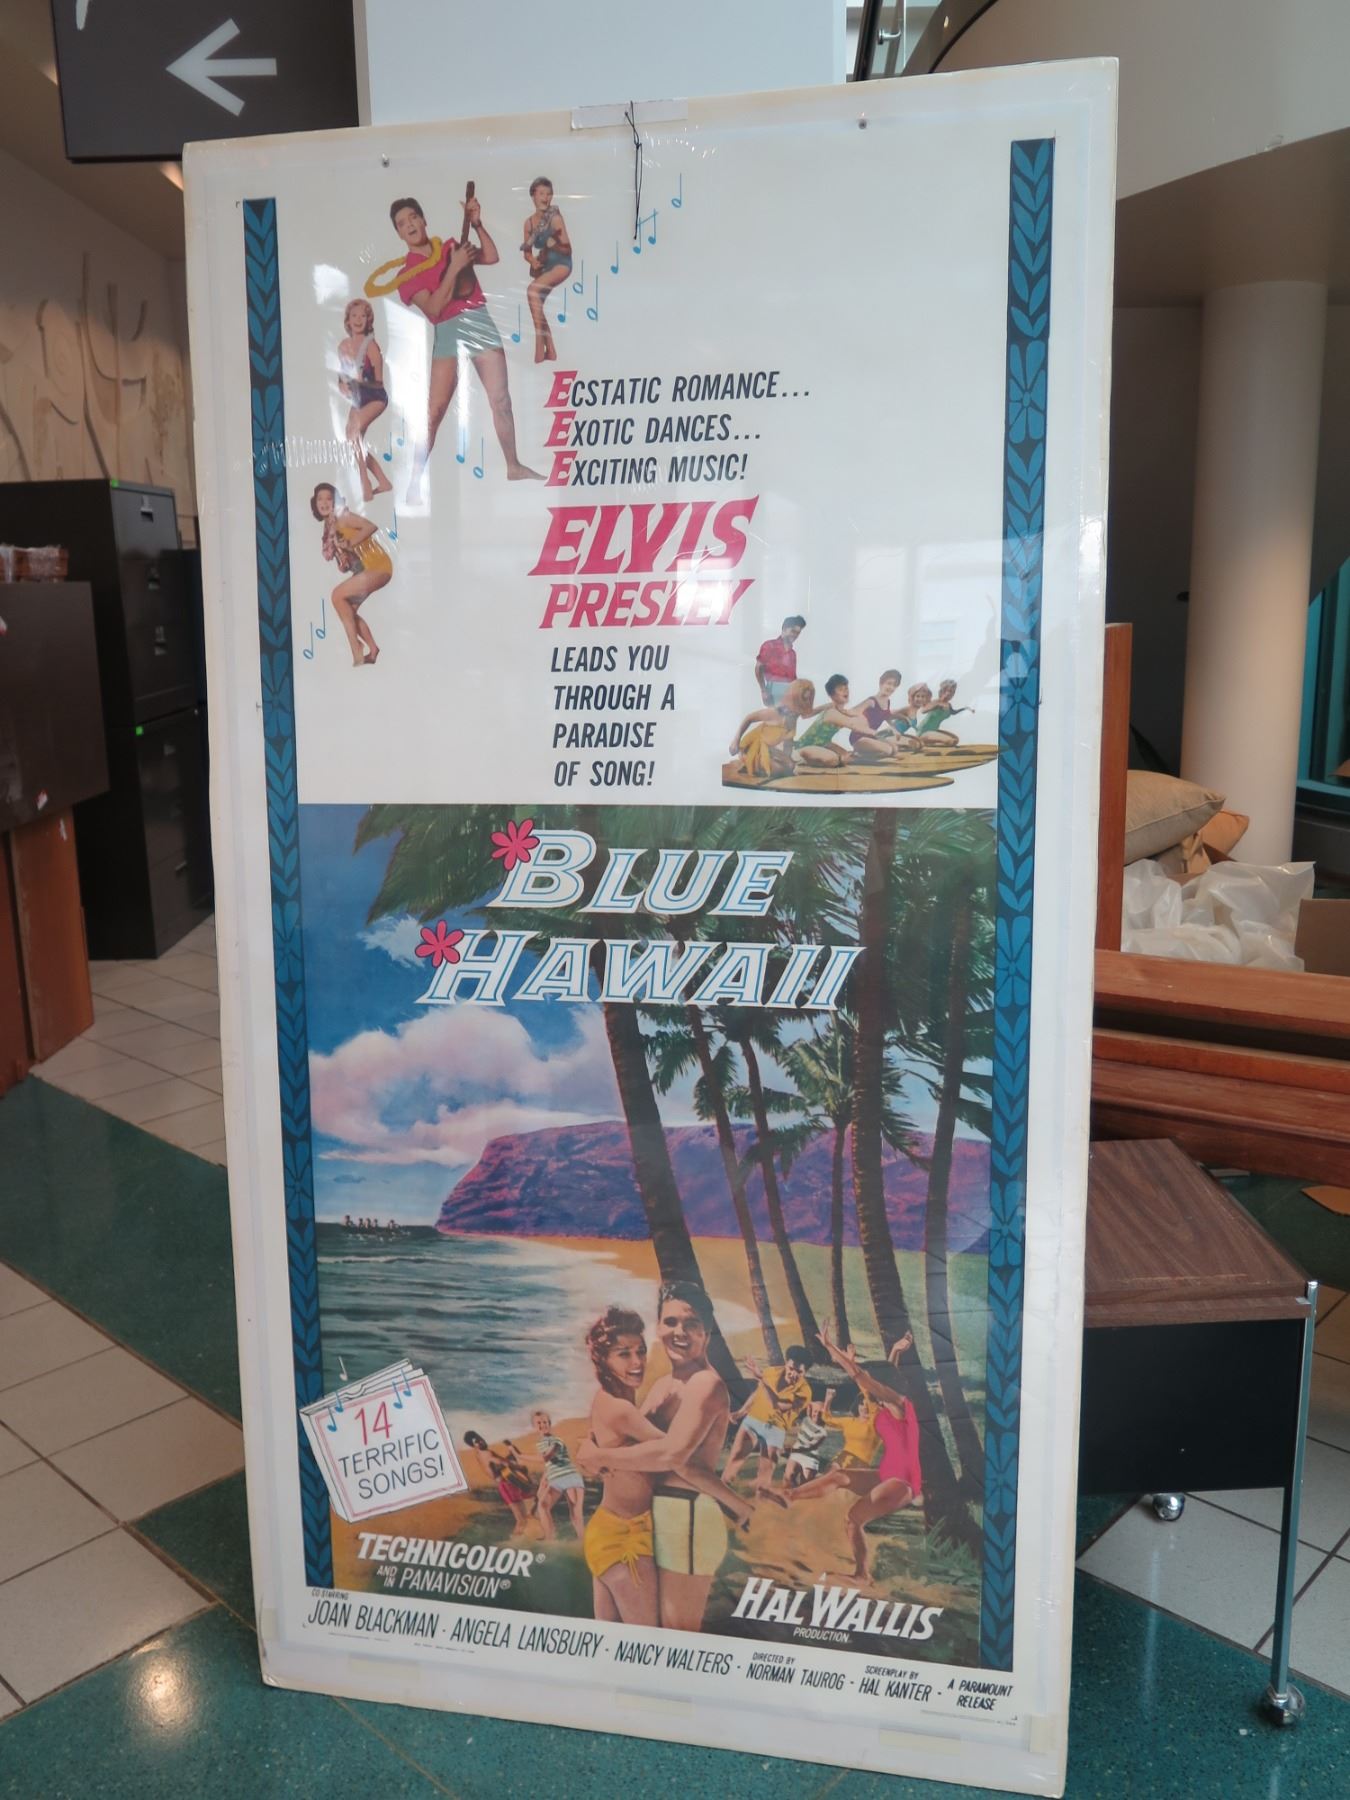 ECSTATIC ROMANCE...
EXOTIC DANCES...
EXCITING MUSIC!
ELVIS
PRESLEY
LEADS YOU
THROUGH A
PARADISE
OF SONG!
BLUE
HAWAII
14
TERRIFIC
SONGS!
TECHNICOLOR®
AND IN PANAVISION®
HAL WALLIS
PRODUCTION
CO-STARRING
JOAN BLACKMAN · ANGELA LANSBURY · NANCY WALTERS · DIRECTED BY NORMAN TAUROG · SCREENPLAY BY HAL KANTER · A PARAMOUNT RELEASE